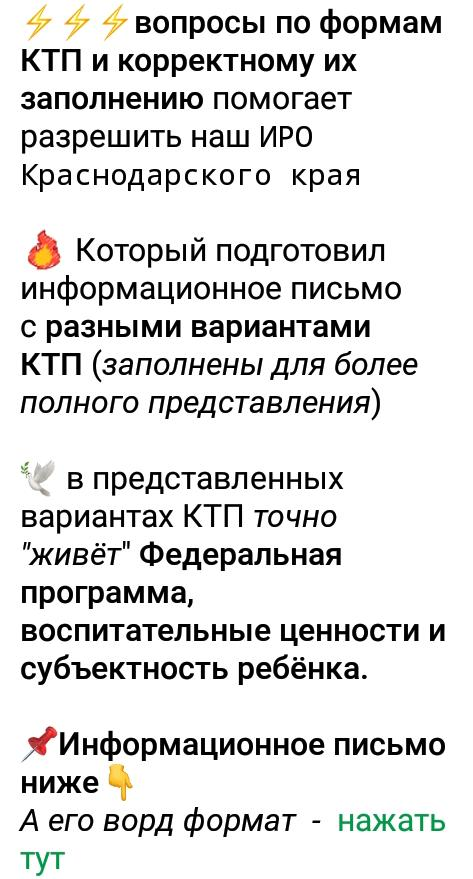 ⚡⚡⚡вопросы по формам
КТП и корректному их
заполнению помогает
разрешить наш ИРО
Краснодарского края
🔥 Который подготовил
информационное письмо
с разными вариантами
КТП (заполнены для более
полного представления)
🕊 в представленных
вариантах КТП точно
"живёт" Федеральная
программа,
воспитательные ценности и
субъектность ребёнка.
📌Информационное письмо
ниже👇
А его ворд формат - нажать
тут